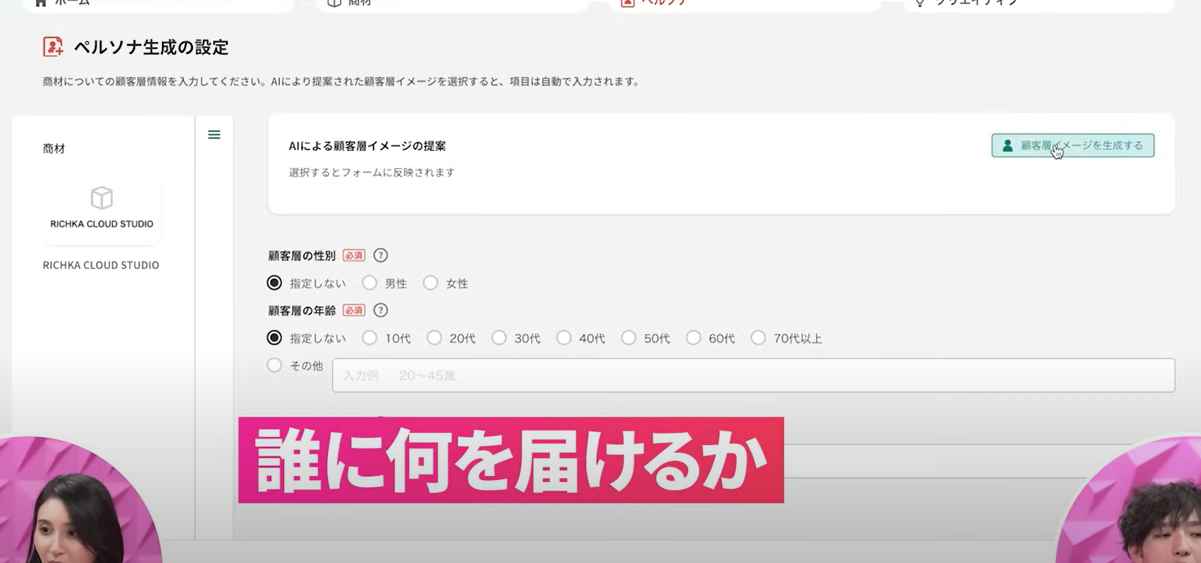 ホーム
商材
ペルソナ
クリエイティブ
ペルソナ生成の設定
商材についての顧客層情報を入力してください。AIにより提案された顧客層イメージを選択すると、項目は自動で入力されます。
商材
RICHKA CLOUD STUDIO
RICHKA CLOUD STUDIO
AIによる顧客層イメージの提案
選択するとフォームに反映されます
顧客層イメージを生成する
顧客層の性別 必須 ?
指定しない 男性 女性
顧客層の年齢 必須 ?
指定しない 10代 20代 30代 40代 50代 60代 70代以上
その他 入力例 20〜45歳
誰に何を届けるか